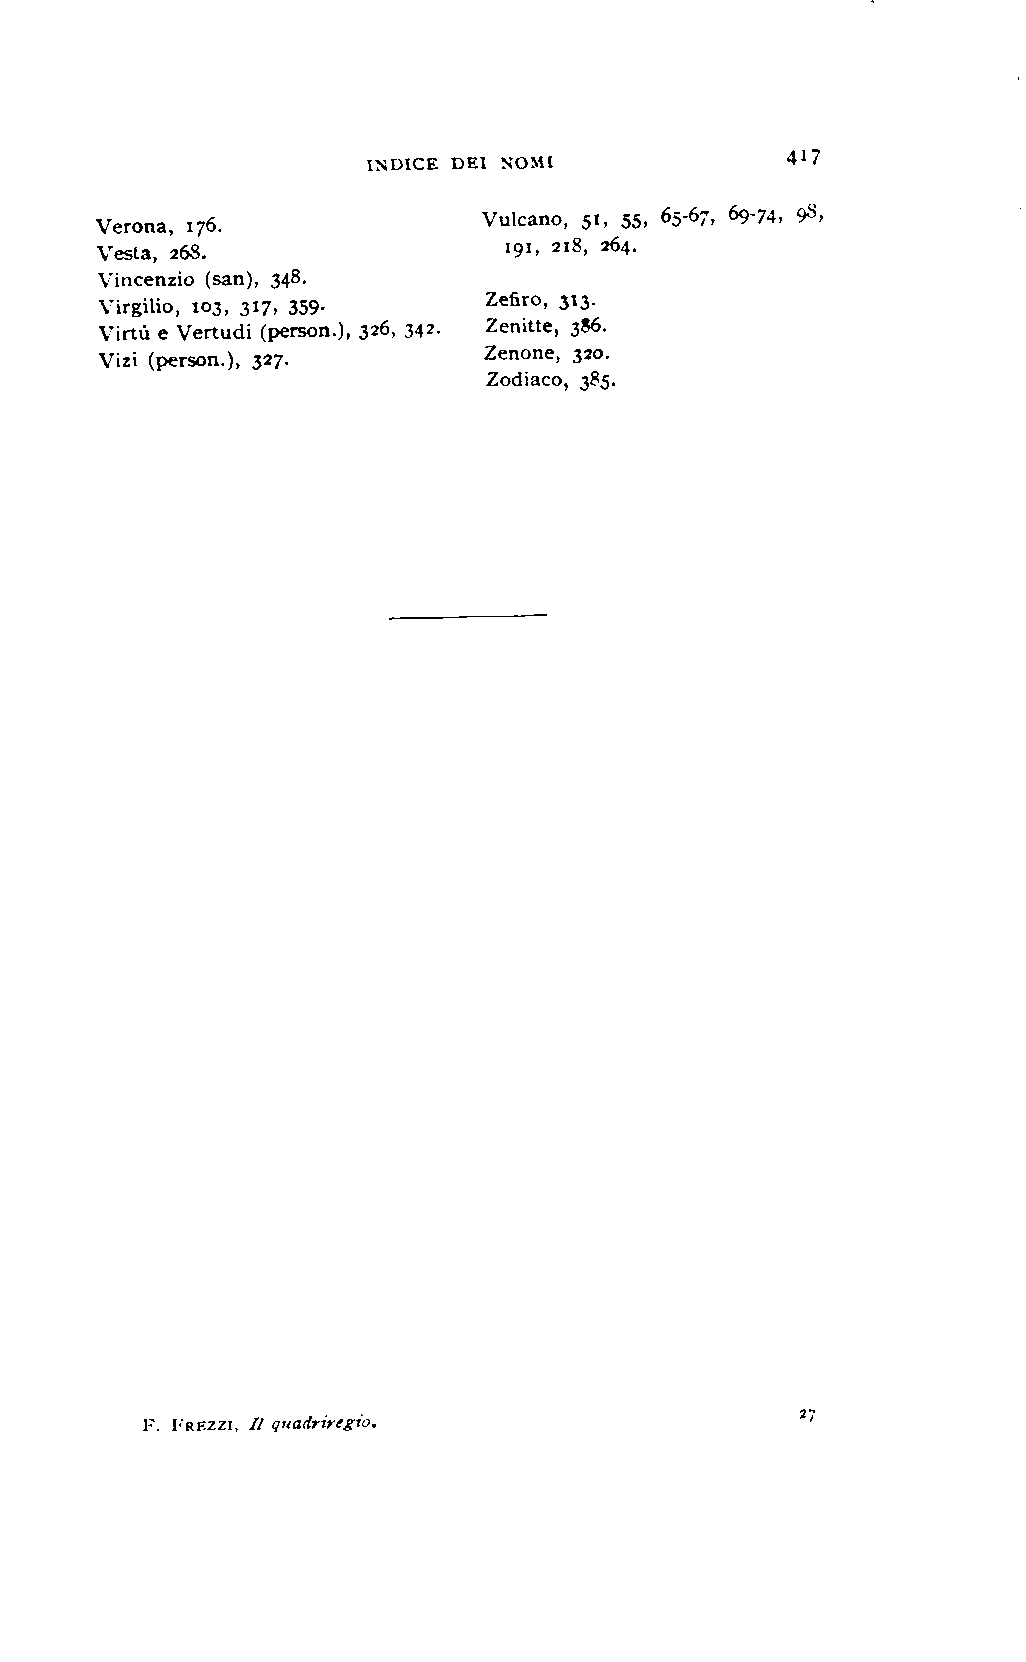 INDICE DEI NOMI 417
Verona, 176.
Vesta, 268.
Vincenzio (san), 348.
Virgilio, 103, 317, 359.
Virtú e Vertudi (person.), 326, 342.
Vizi (person.), 327.
Vulcano, 51, 55, 65-67, 69-74, 98,
191, 218, 264.
Zefiro, 313.
Zenitte, 386.
Zenone, 320.
Zodiaco, 385.
F. FREZZI, Il quadriregio. 27